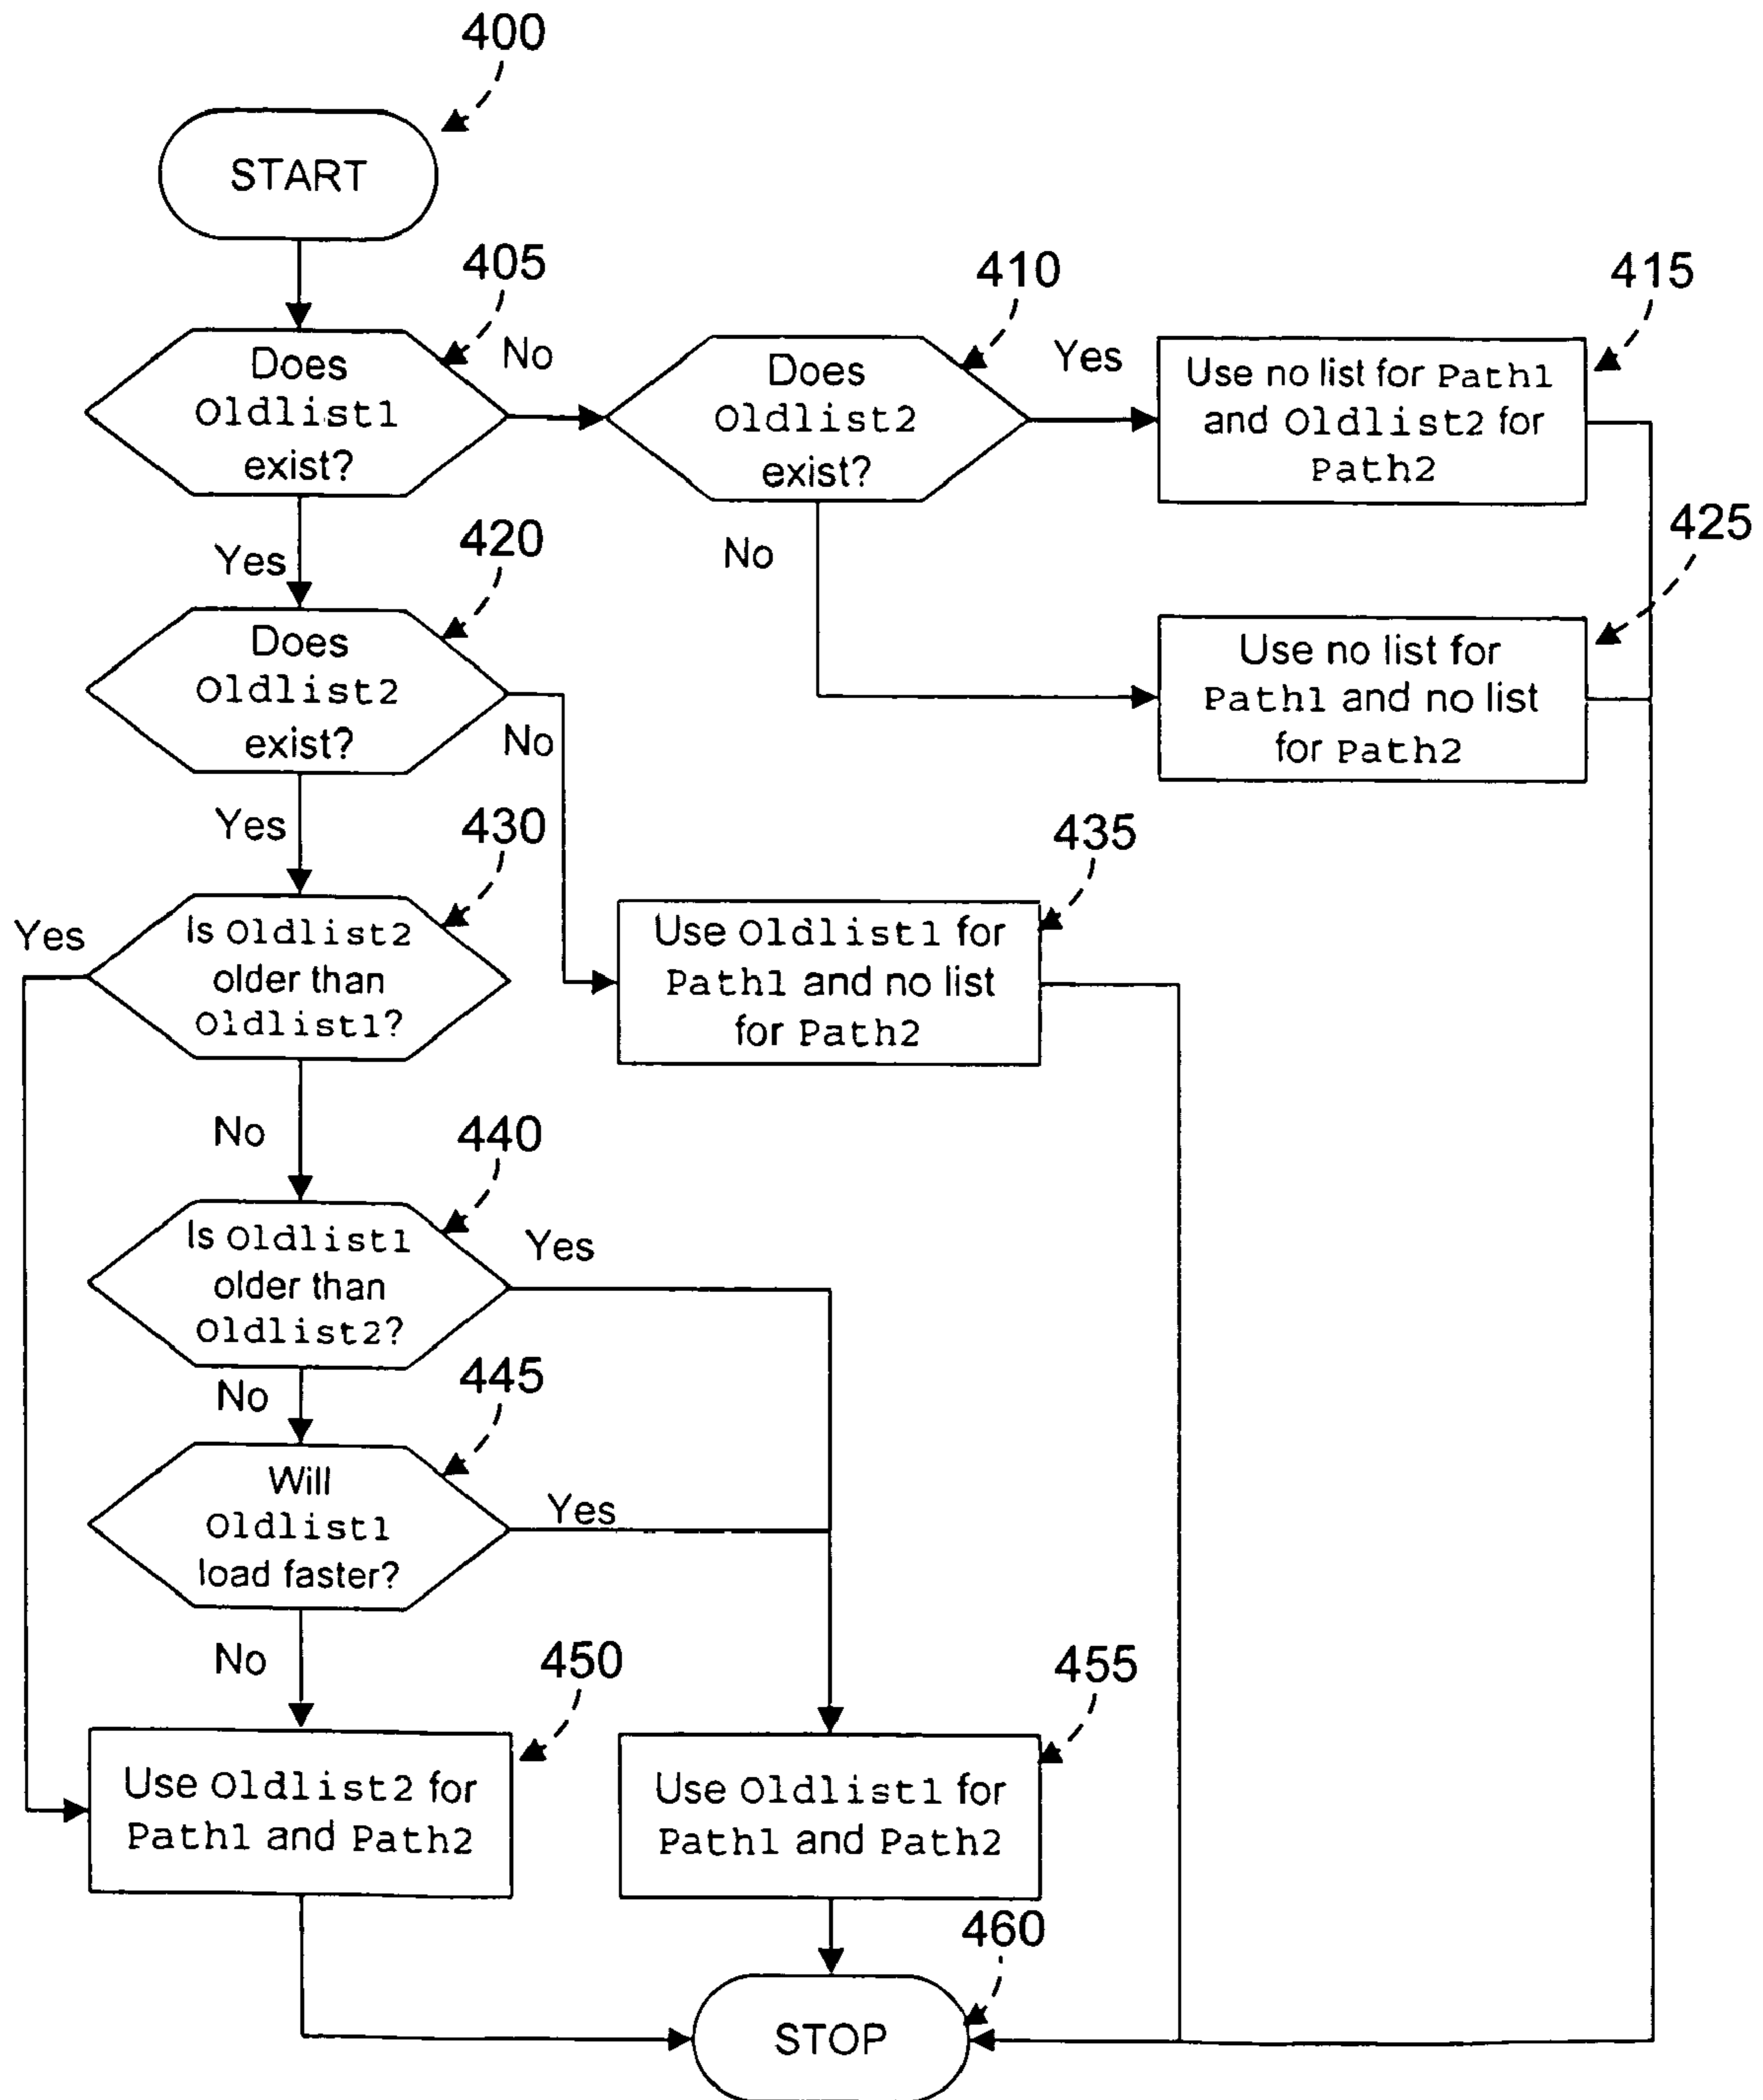 400
START
405
Does
Oldlist1
exist?
No
410
Does
Oldlist2
exist?
Yes
415
Use no list for Path1
and Oldlist2 for
Path2
Yes
420
Does
Oldlist2
exist?
No
No
425
Use no list for
Path1 and no list
for Path2
Yes
430
Is Oldlist2
older than
Oldlist1?
Yes
435
Use Oldlist1 for
Path1 and no list
for Path2
No
440
Is Oldlist1
older than
Oldlist2?
Yes
No
445
Will
Oldlist1
load faster?
Yes
No
450
Use Oldlist2 for
Path1 and Path2
455
Use Oldlist1 for
Path1 and Path2
460
STOP